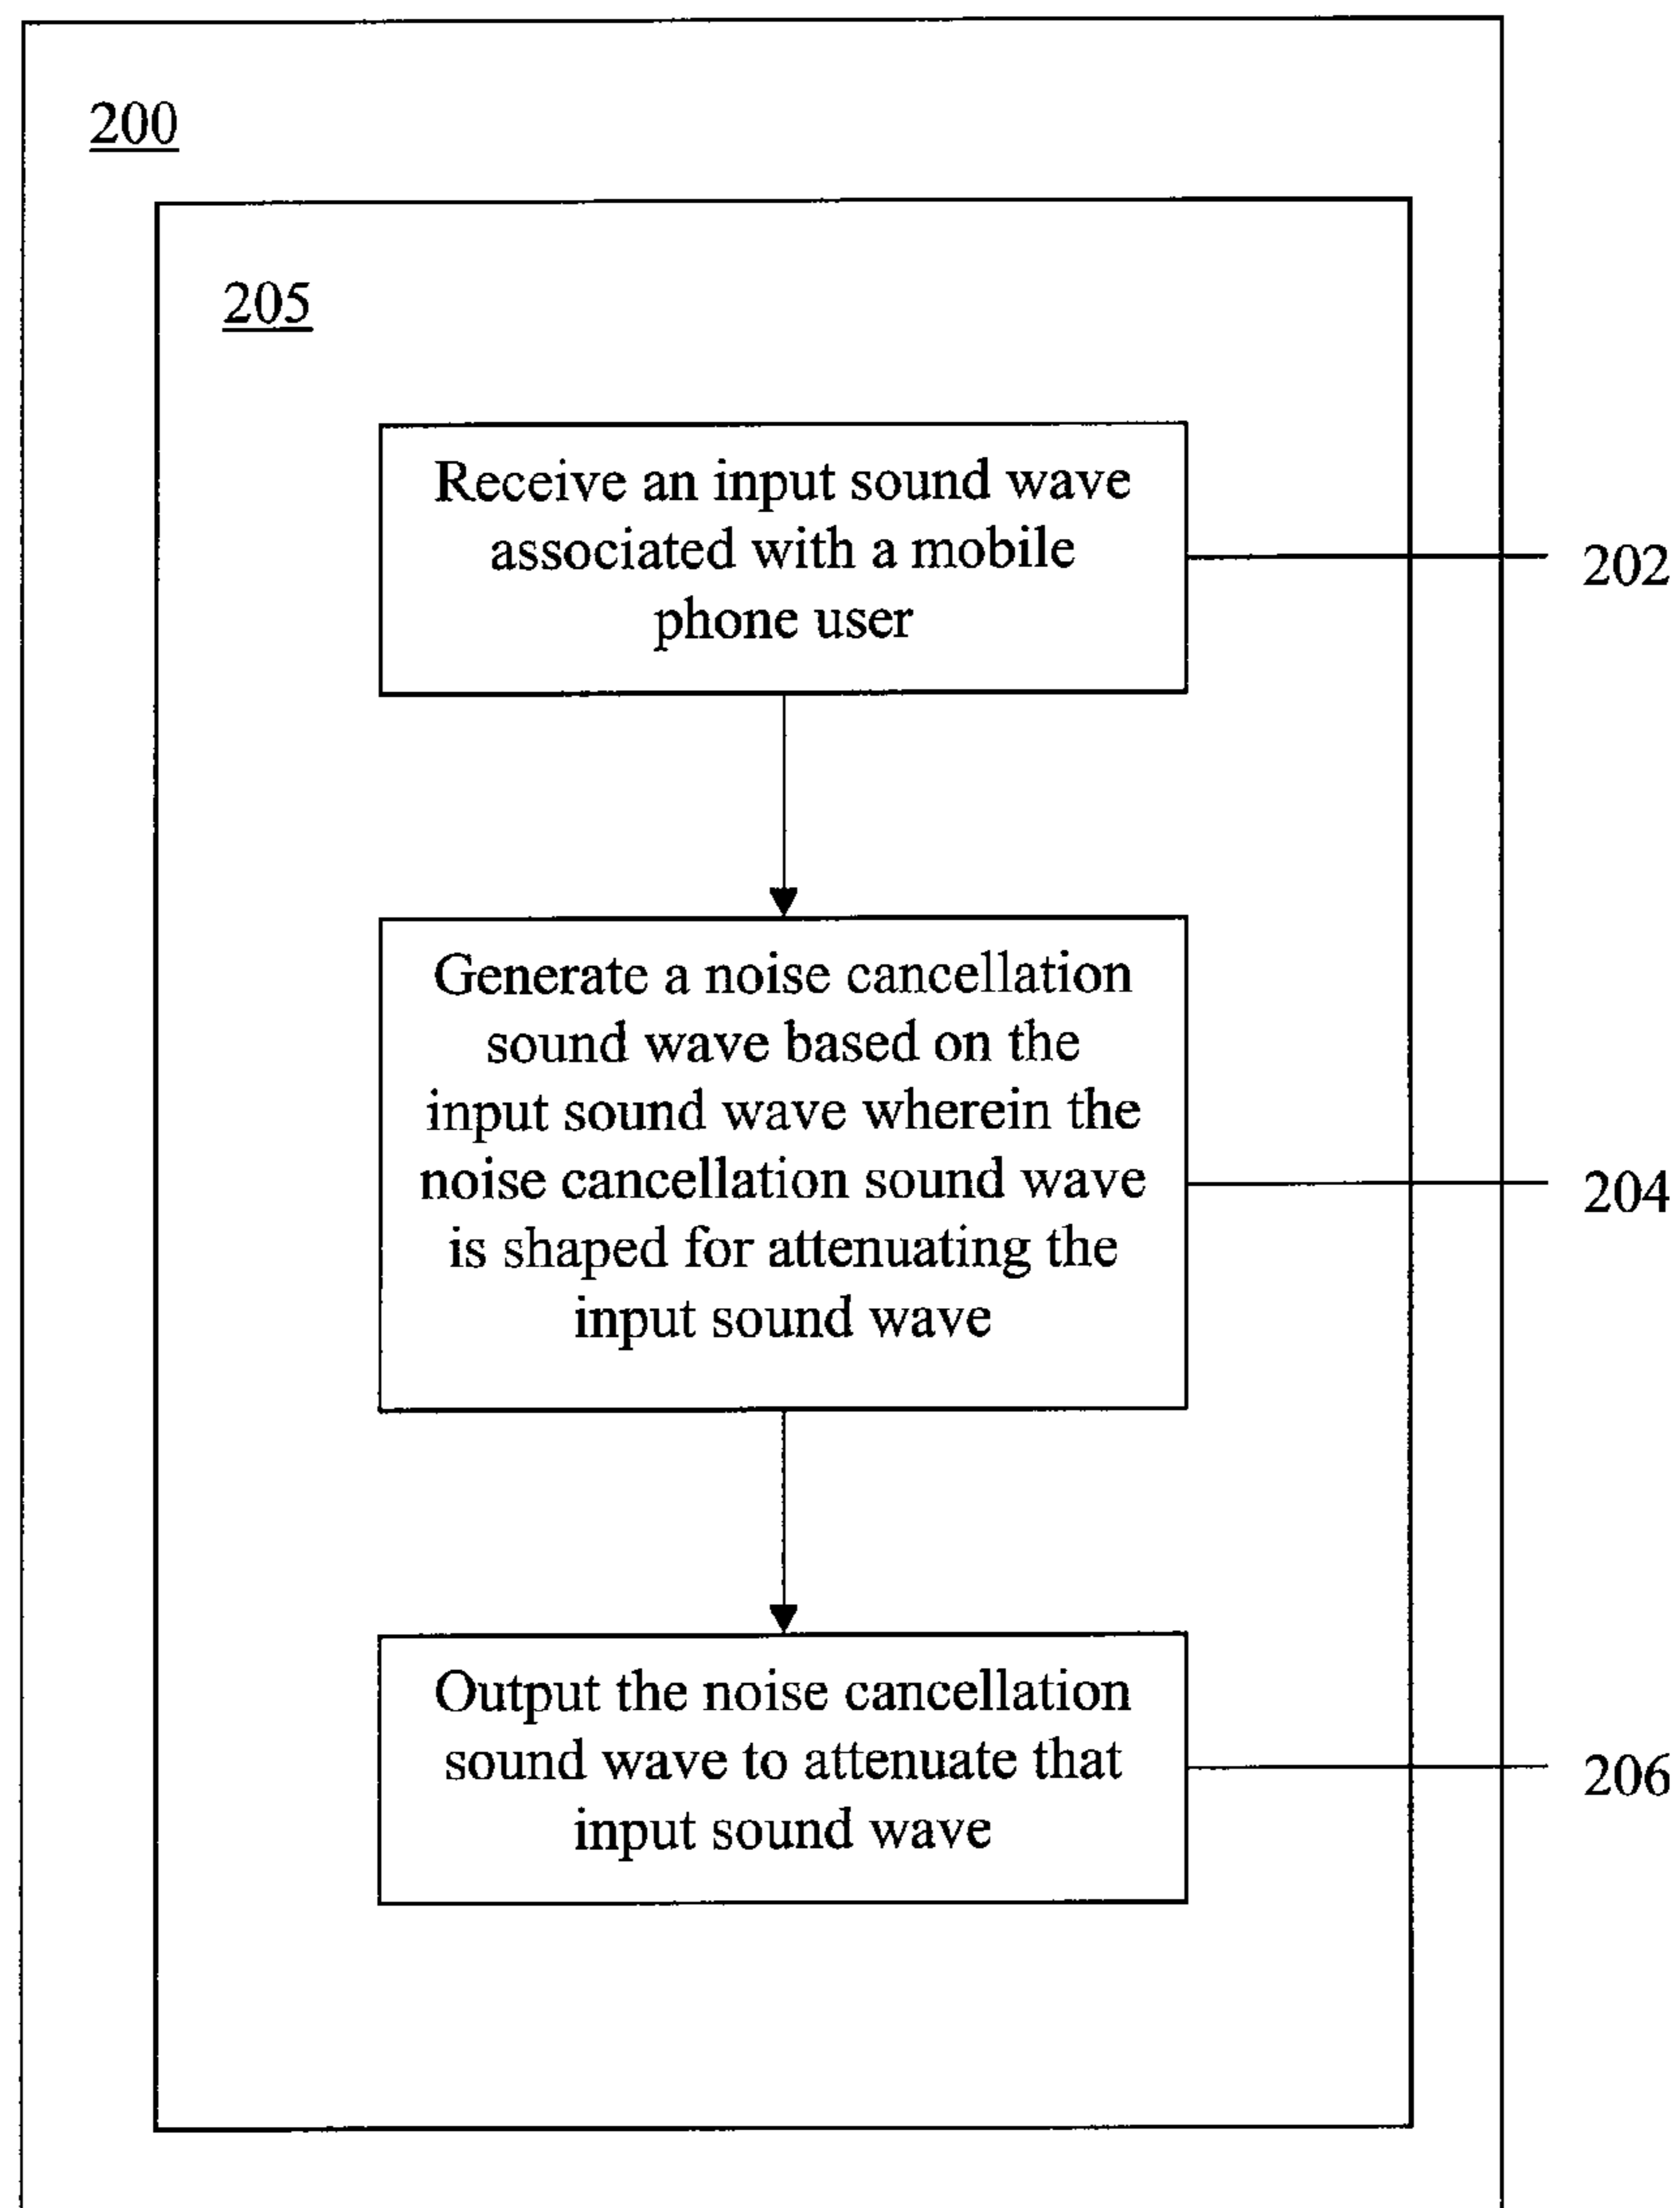 200
205
Receive an input sound wave
associated with a mobile
phone user
202
Generate a noise cancellation
sound wave based on the
input sound wave wherein the
noise cancellation sound wave
is shaped for attenuating the
input sound wave
204
Output the noise cancellation
sound wave to attenuate that
input sound wave
206